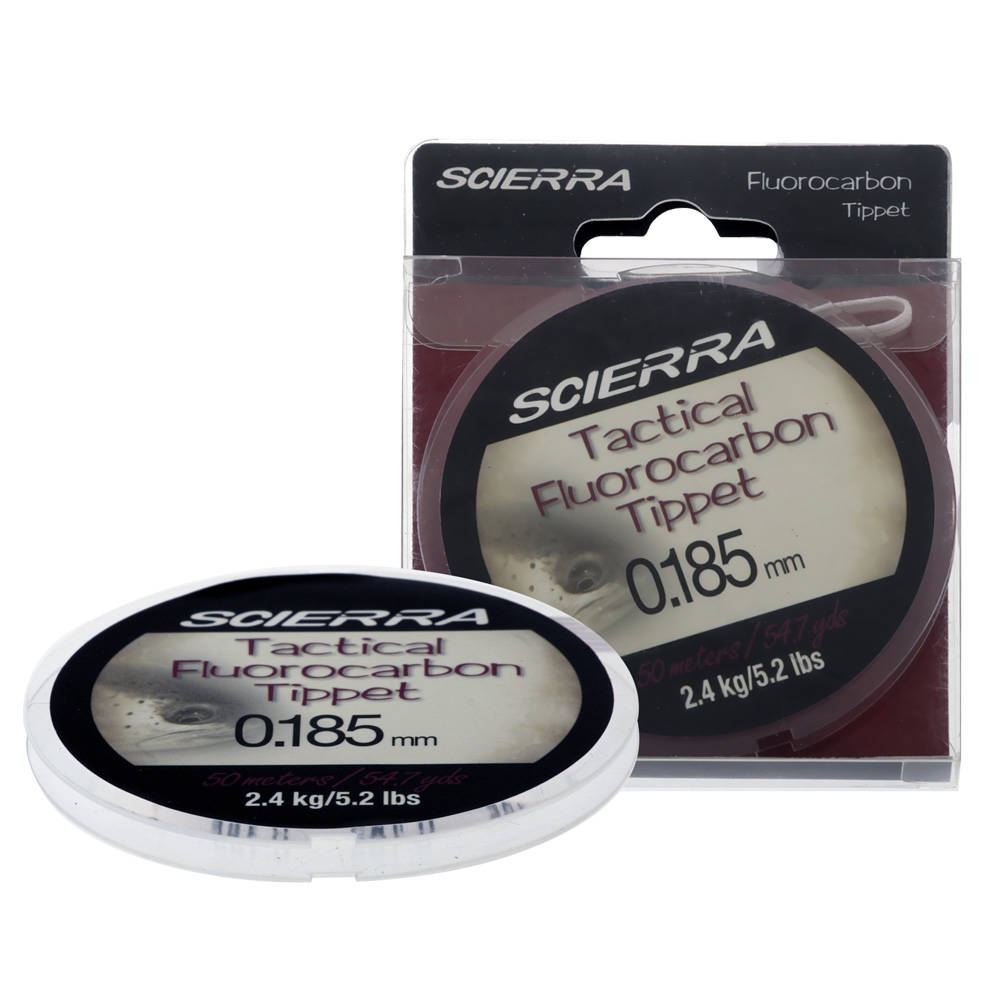 SCIERRA
Fluorocarbon
Tippet
SCIERRA
Tactical
Fluorocarbon
Tippet
0.185 mm
50 meters / 54.7 yds
2.4 kg/5.2 lbs
SCIERRA
Tactical
Fluorocarbon
Tippet
0.185 mm
50 meters / 54.7 yds
2.4 kg/5.2 lbs